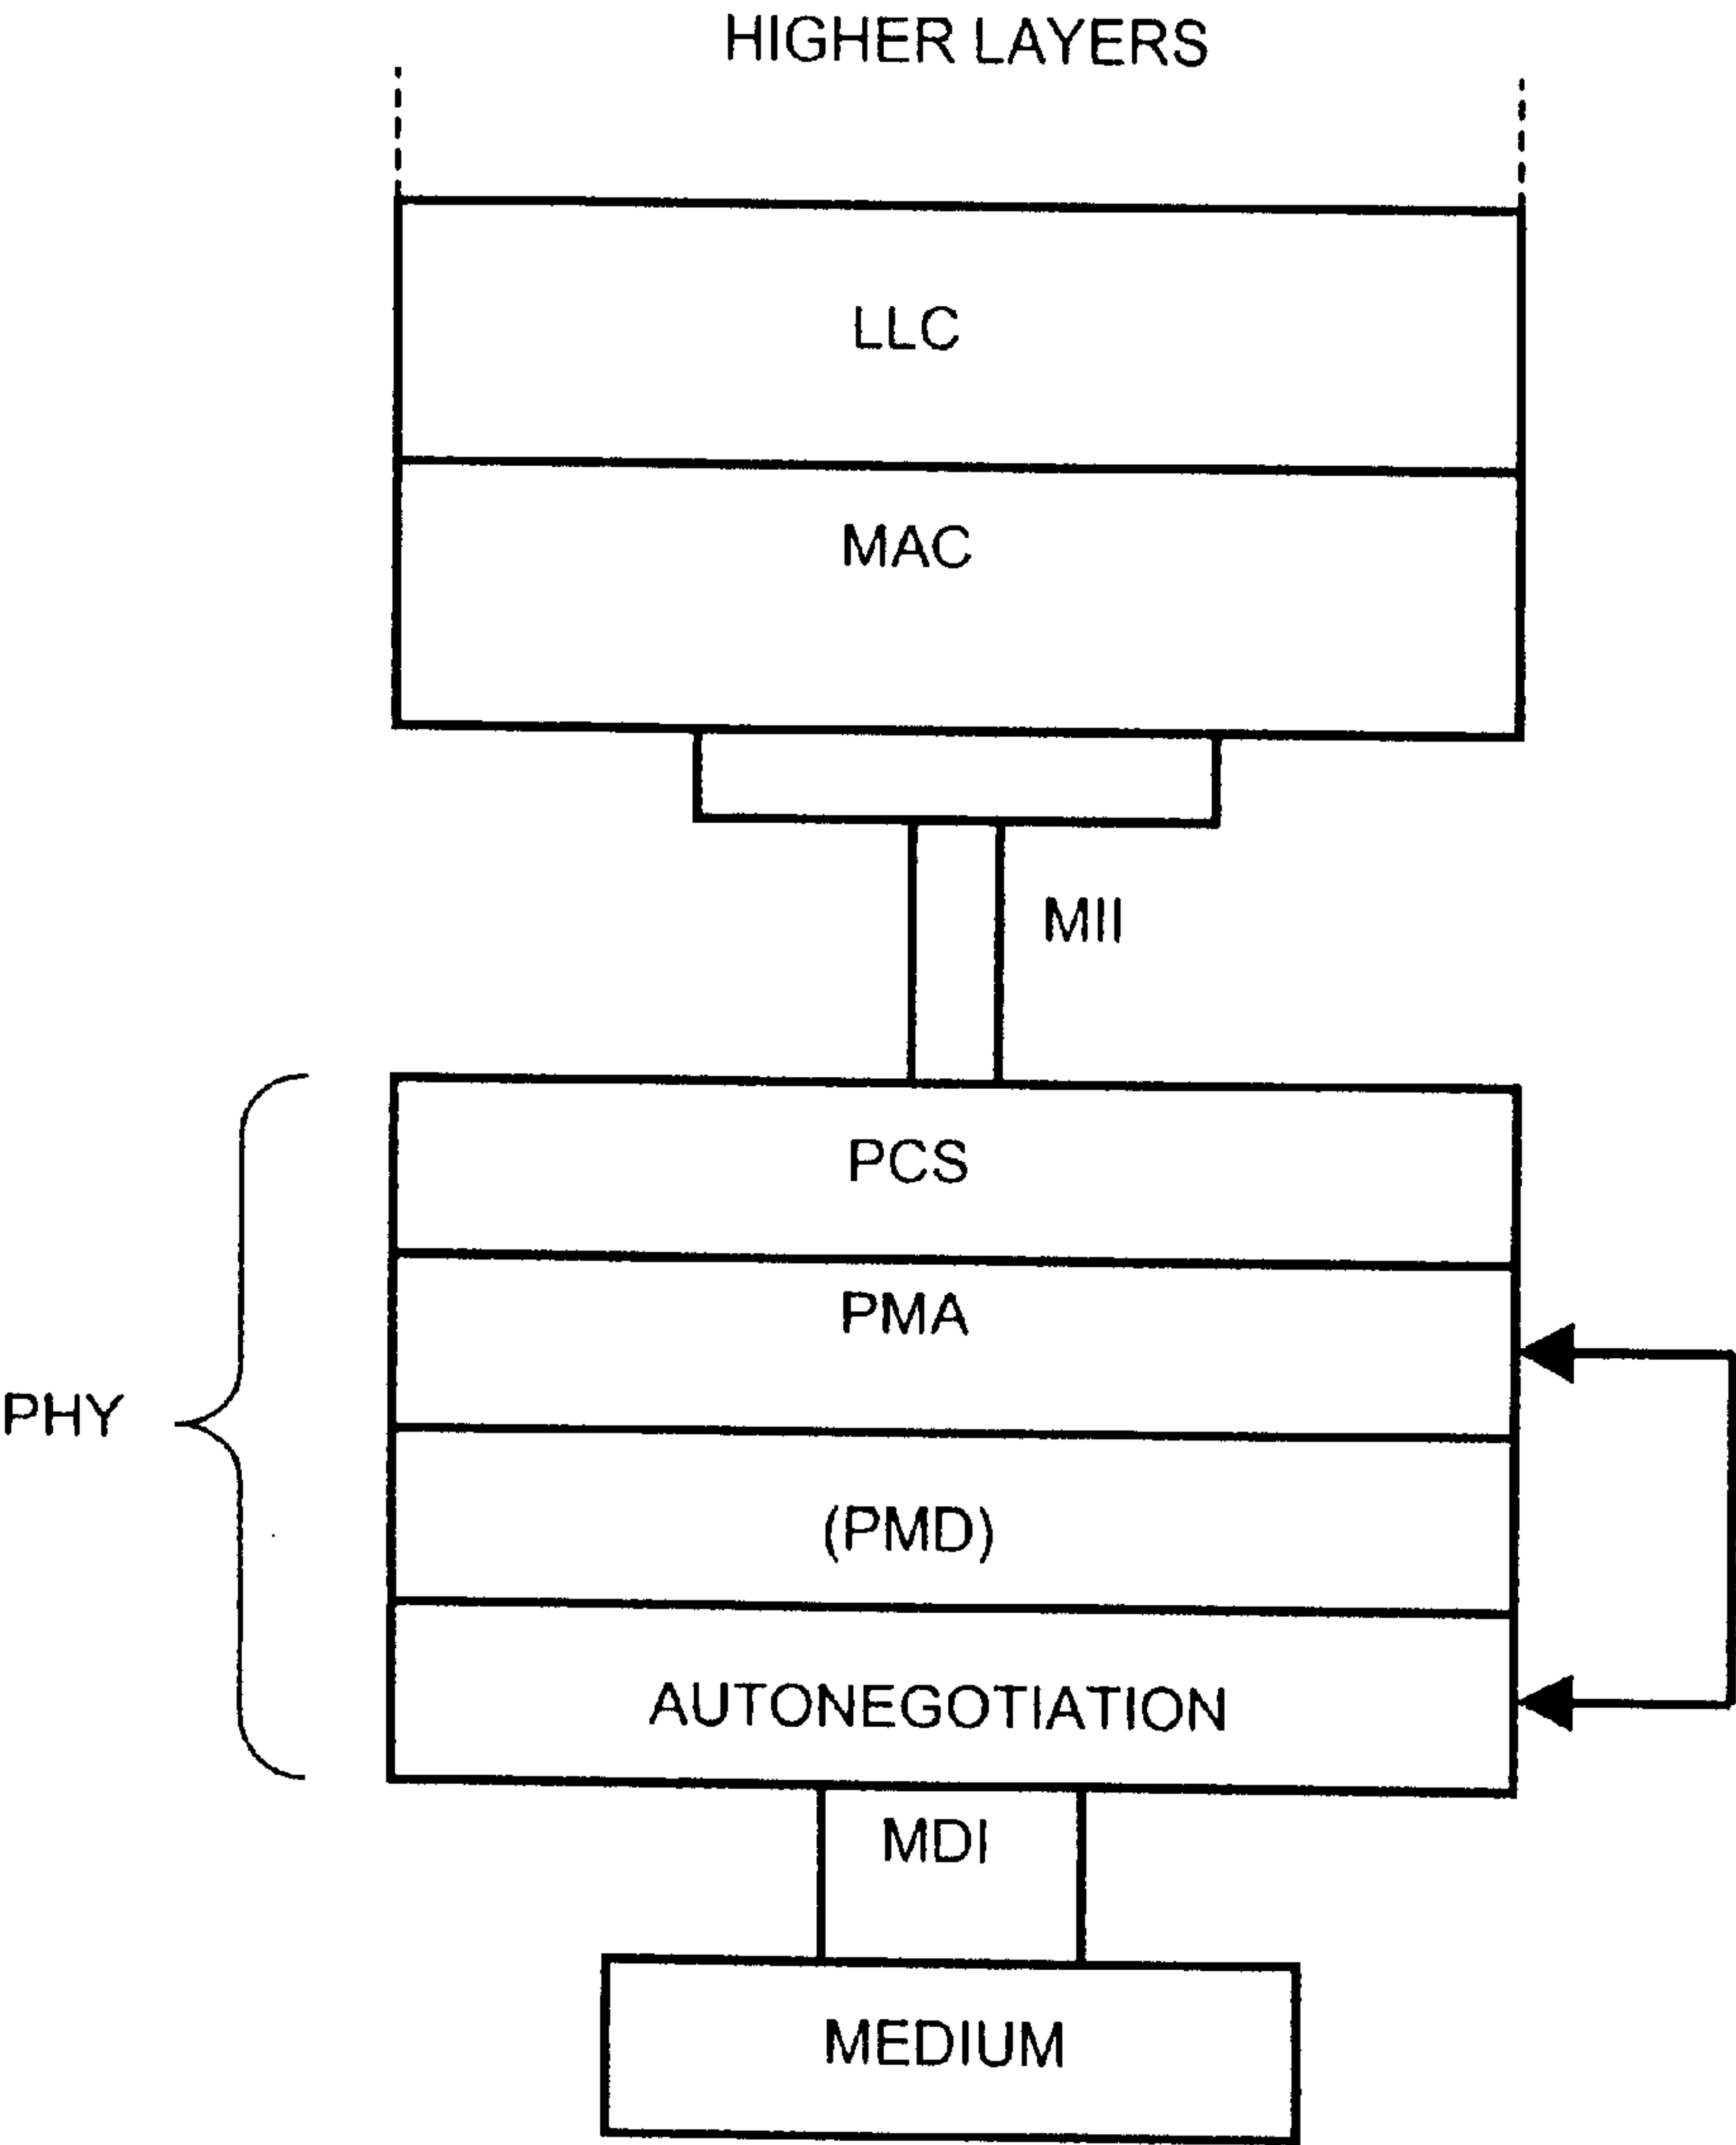 HIGHER LAYERS
LLC
MAC
MII
PCS
PMA
PHY
(PMD)
AUTONEGOTIATION
MDI
MEDIUM